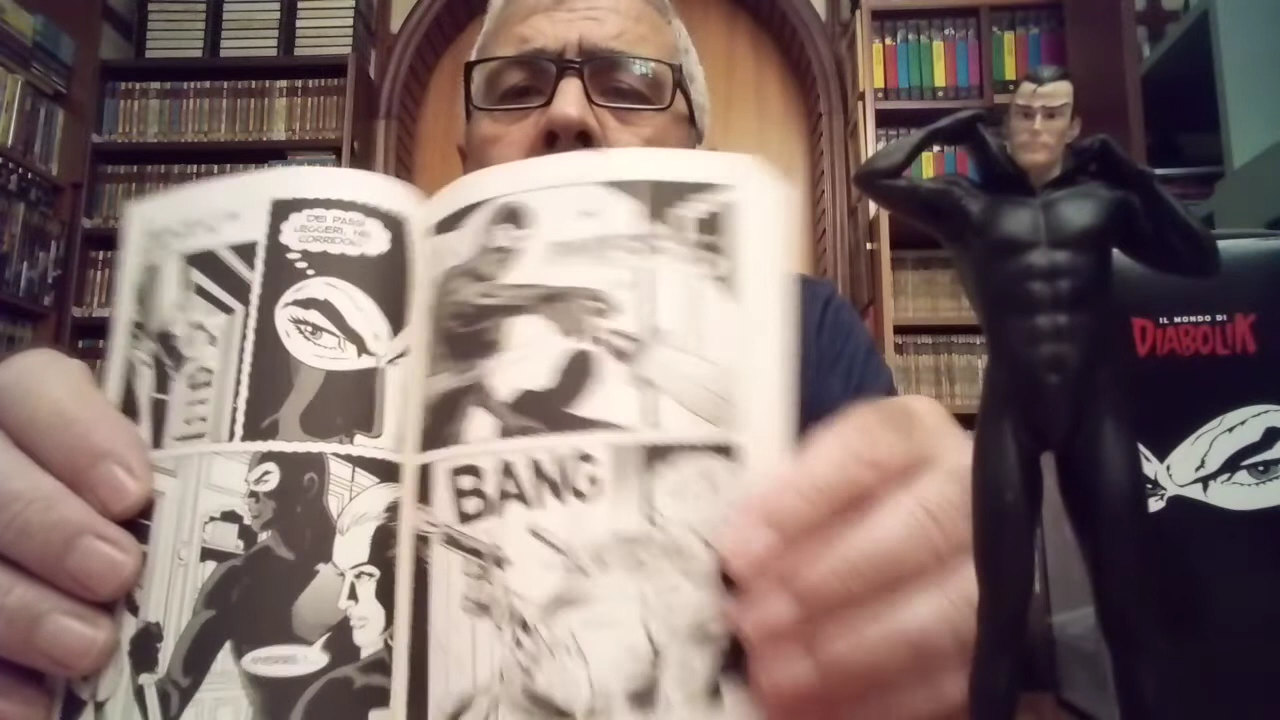 DEI PASSI
LEGGERI, NEL
CORRIDOIO.
BANG
IL MONDO DI
DIABOLIK